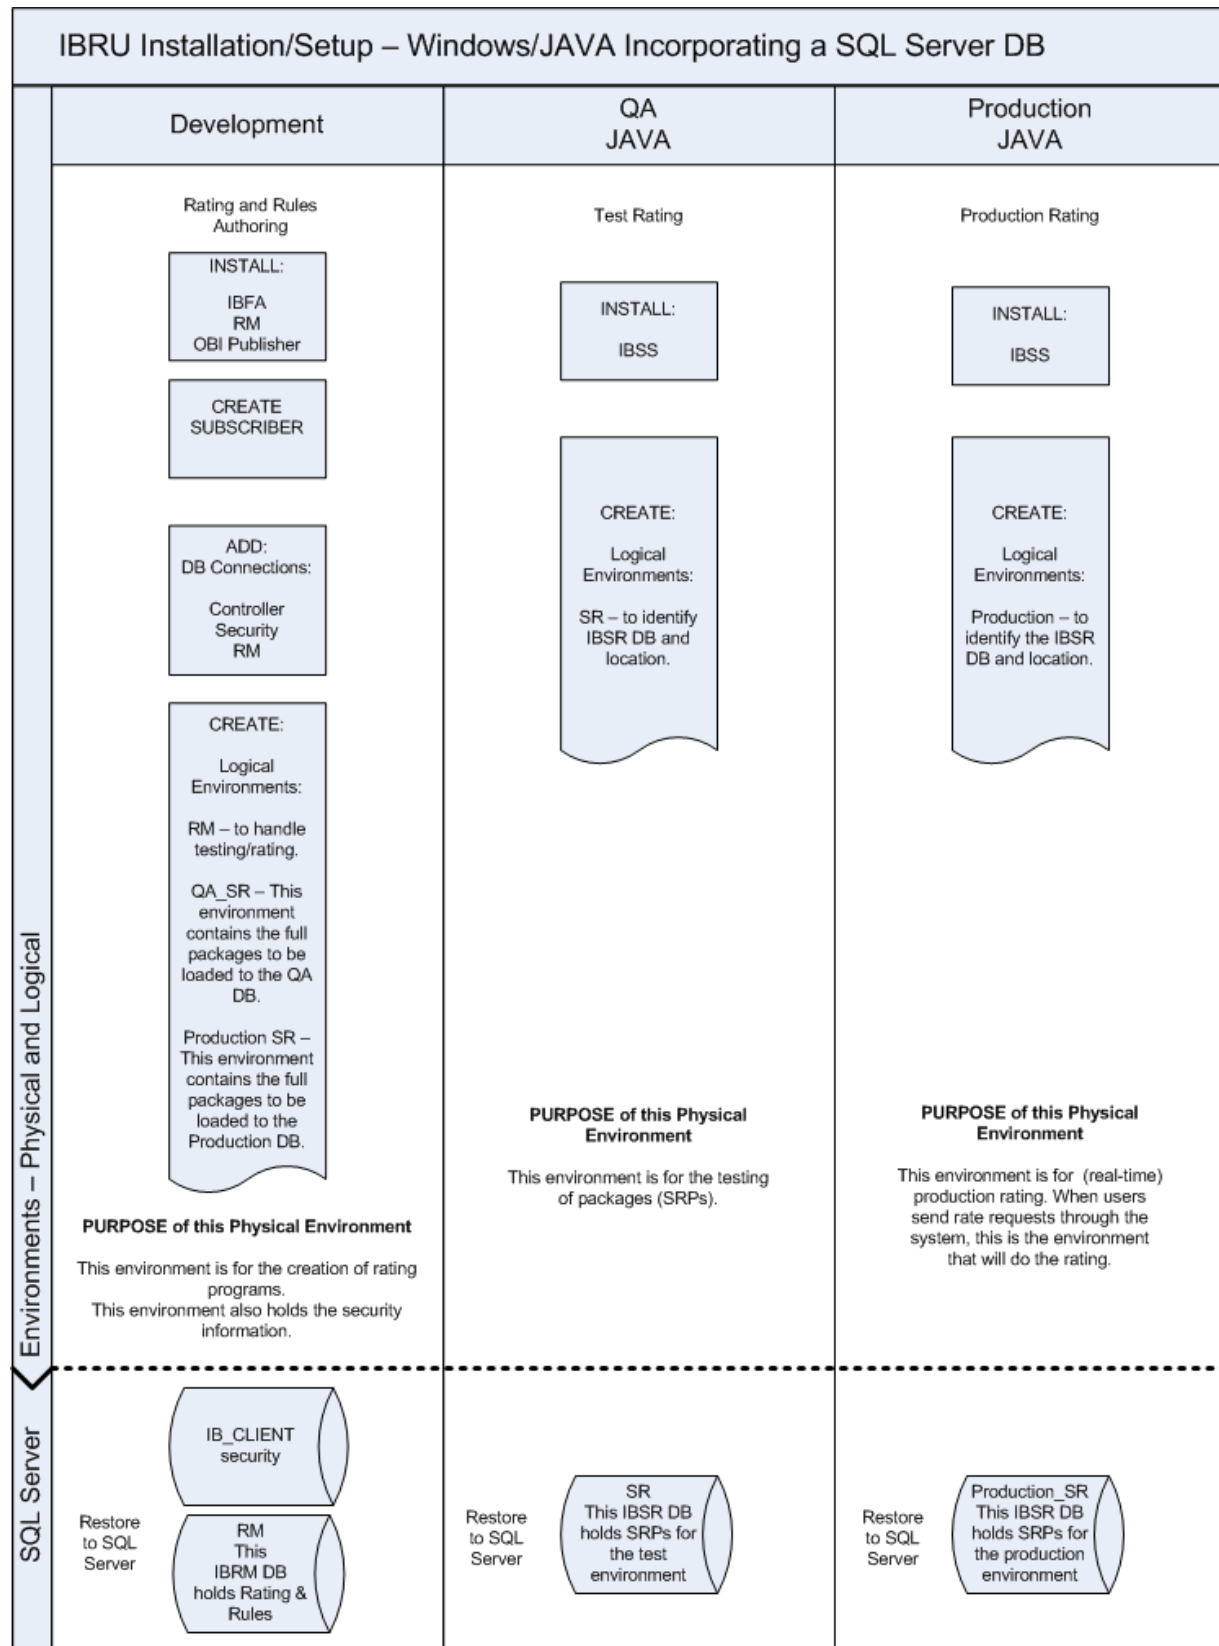 IBRU Installation/Setup – Windows/JAVA Incorporating a SQL Server DB
Environments – Physical and Logical
Development
Rating and Rules
Authoring
INSTALL:
IBFA
RM
OBI Publisher
CREATE
SUBSCRIBER
ADD:
DB Connections:
Controller
Security
RM
CREATE:
Logical
Environments:
RM – to handle
testing/rating.
QA_SR – This
environment
contains the full
packages to be
loaded to the QA
DB.
Production SR –
This environment
contains the full
packages to be
loaded to the
Production DB.
PURPOSE of this Physical Environment
This environment is for the creation of rating
programs.
This environment also holds the security
information.
QA
JAVA
Test Rating
INSTALL:
IBSS
CREATE:
Logical
Environments:
SR – to identify
IBSR DB and
location.
PURPOSE of this Physical
Environment
This environment is for the testing
of packages (SRPs).
Production
JAVA
Production Rating
INSTALL:
IBSS
CREATE:
Logical
Environments:
Production – to
identify the IBSR
DB and location.
PURPOSE of this Physical
Environment
This environment is for  (real-time)
production rating. When users
send rate requests through the
system, this is the environment
that will do the rating.
SQL Server
Restore
to SQL
Server
IB_CLIENT
security
RM
This
IBRM DB
holds Rating &
Rules
Restore
to SQL
Server
SR
This IBSR DB
holds SRPs for
the test
environment
Restore
to SQL
Server
Production_SR
This IBSR DB
holds SRPs for
the production
environment